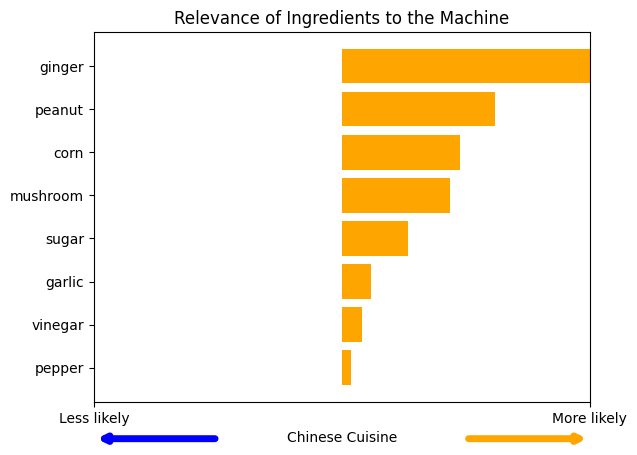 Relevance of Ingredients to the Machine
ginger
peanut
corn
mushroom
sugar
garlic
vinegar
pepper
Less likely
More likely
Chinese Cuisine